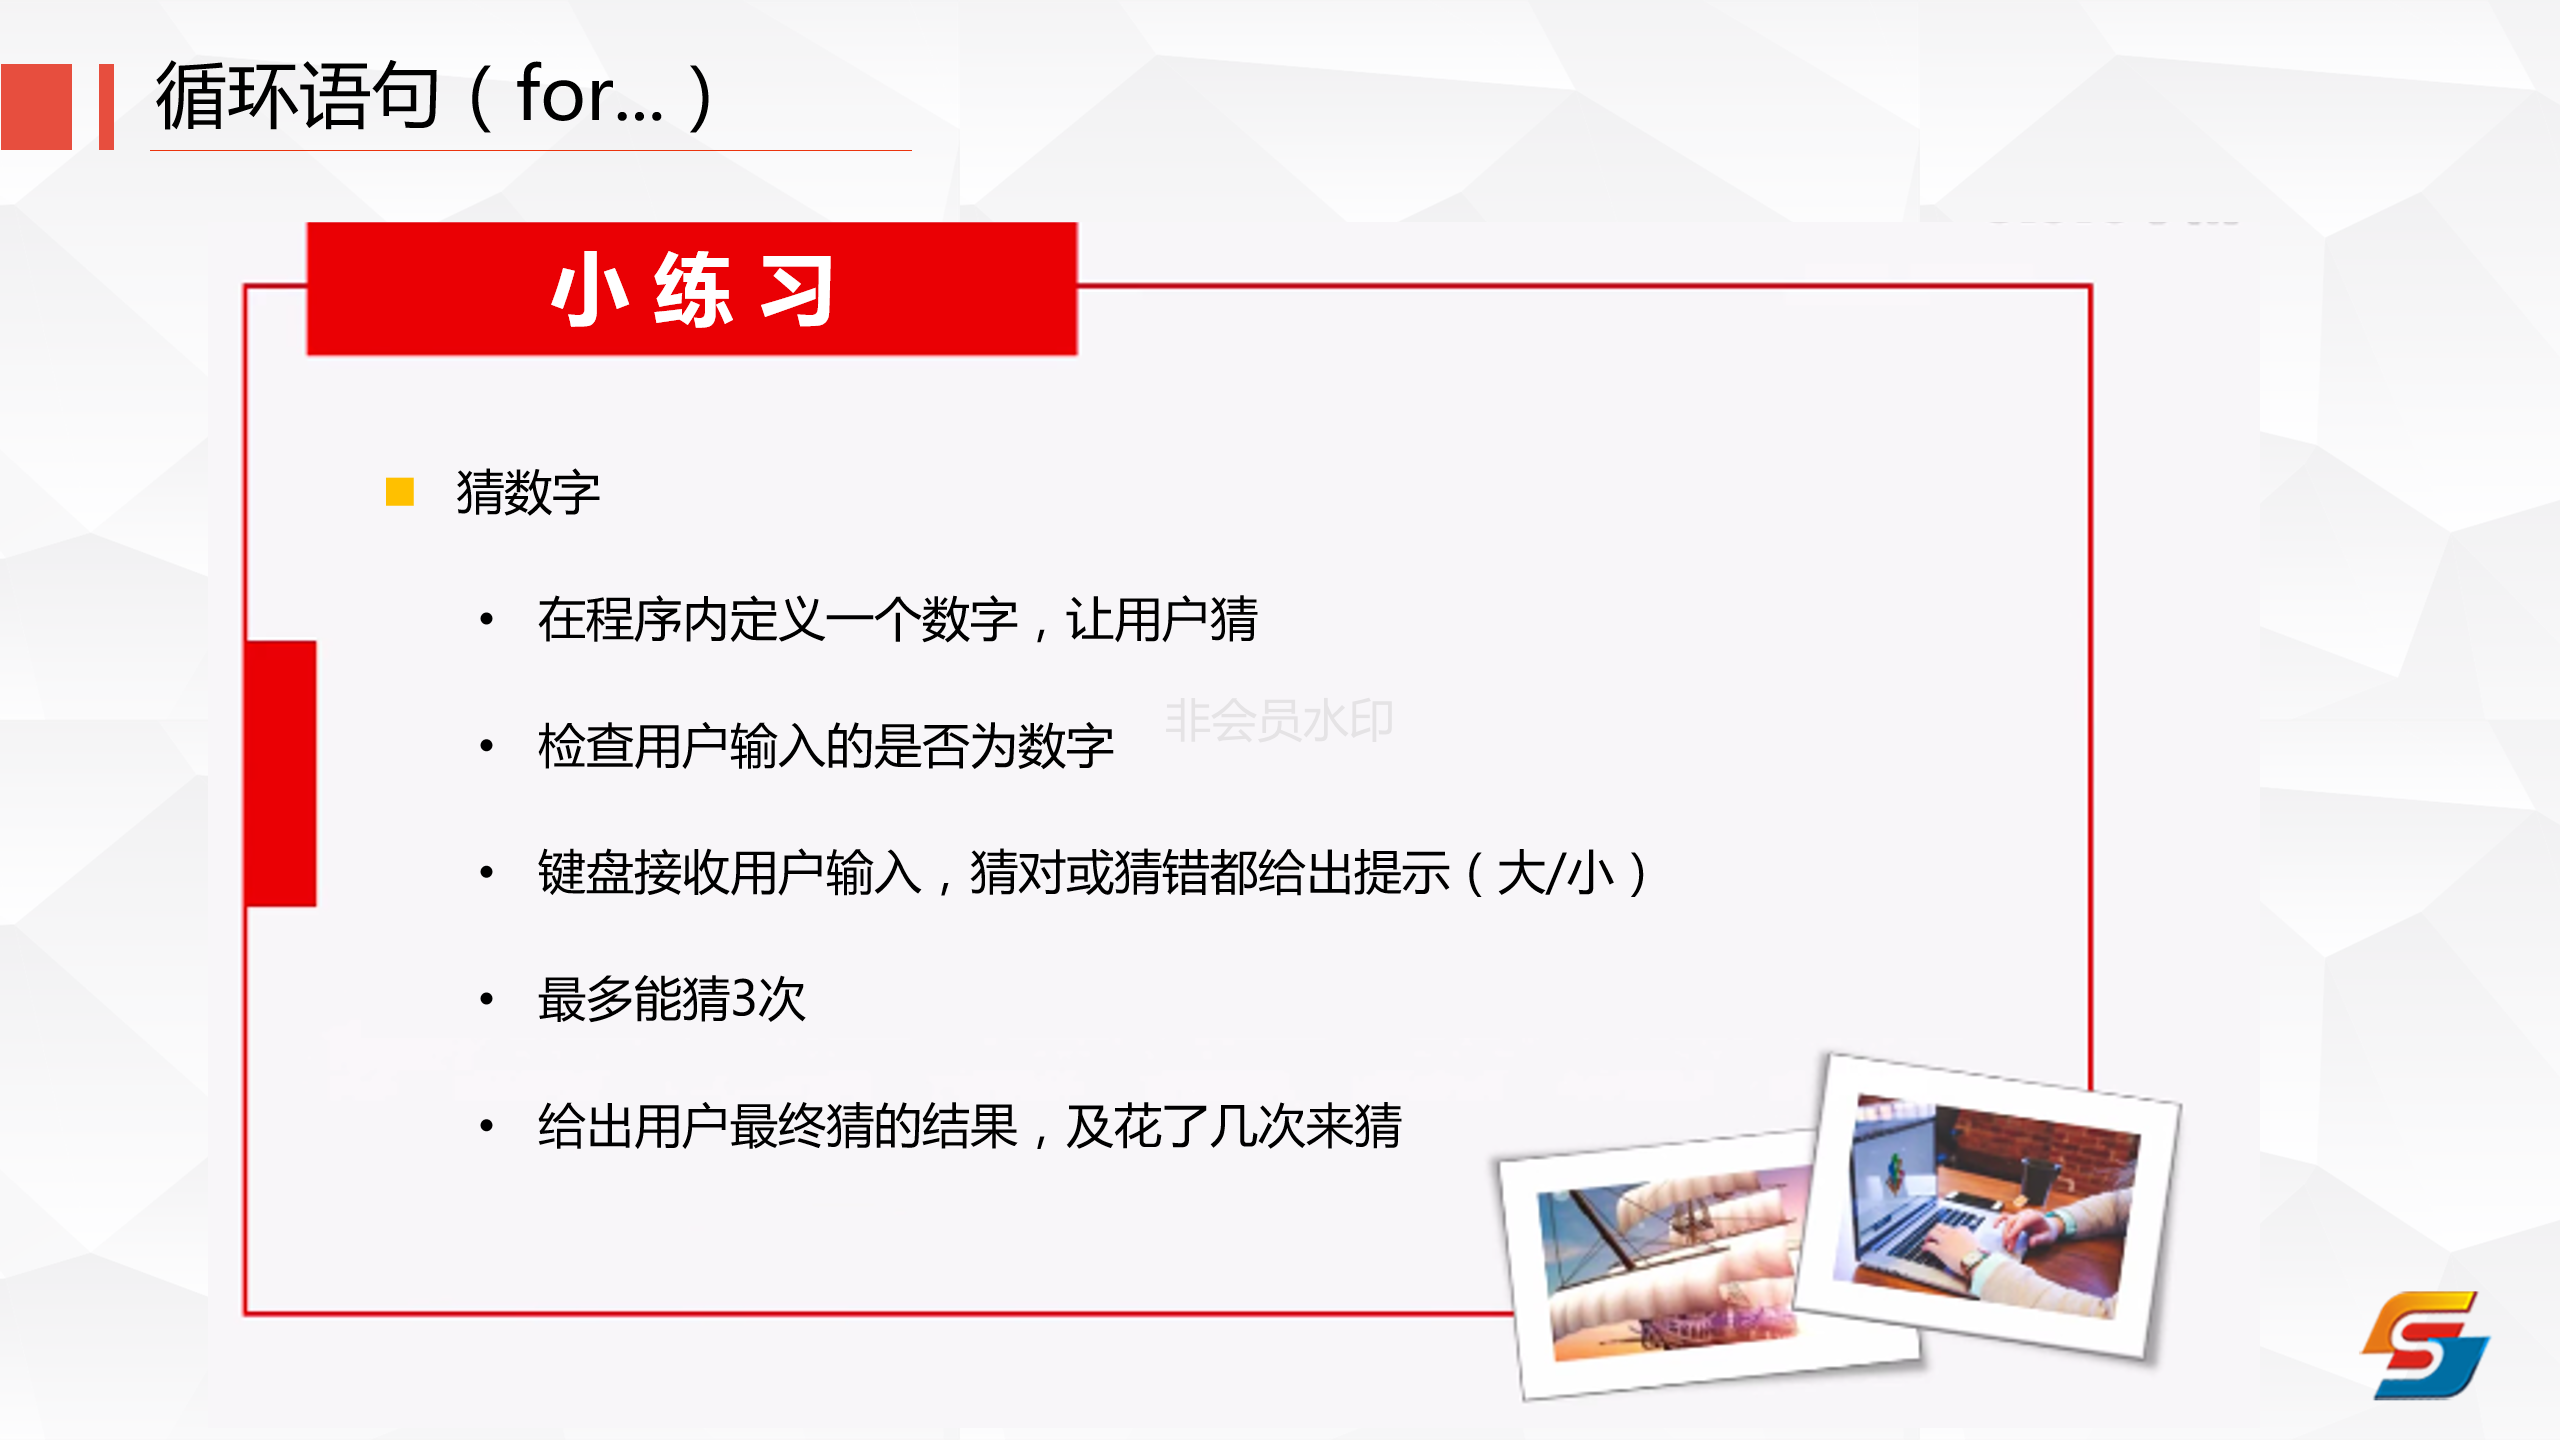 循环语句（for...）
小练习
猜数字
• 在程序内定义一个数字，让用户猜
• 检查用户输入的是否为数字
非会员水印
• 键盘接收用户输入，猜对或猜错都给出提示（大/小）
• 最多能猜3次
• 给出用户最终猜的结果，及花了几次来猜